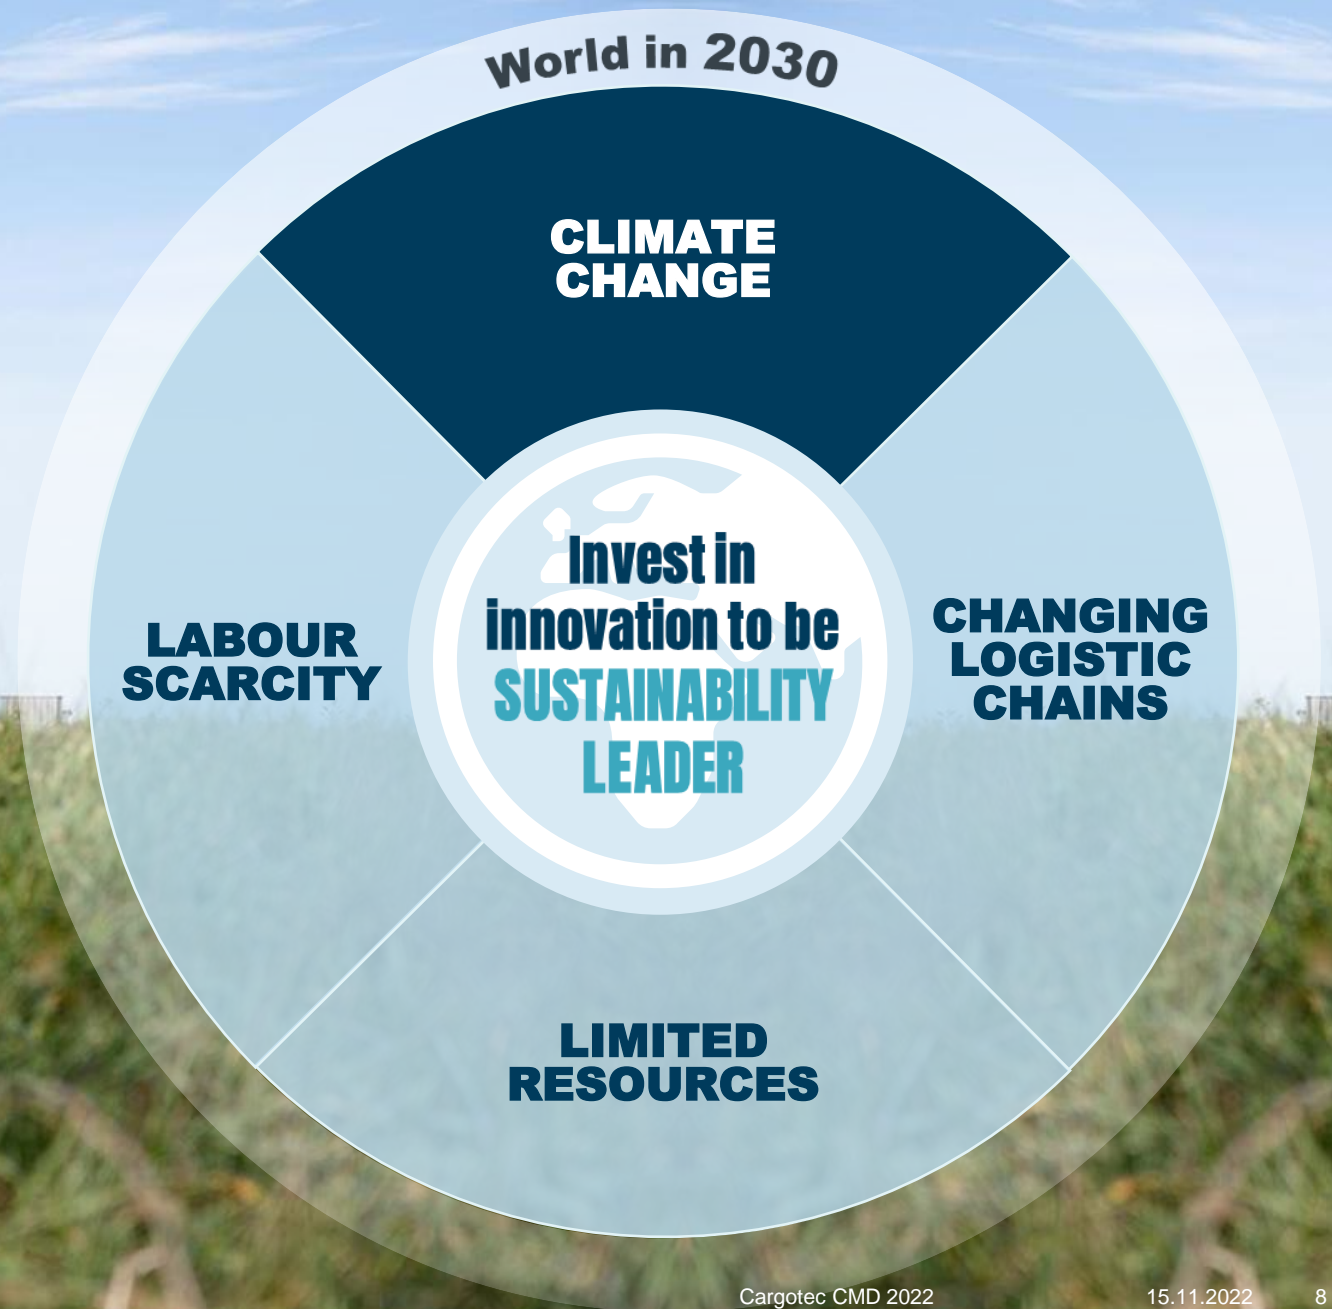 World in 2030
CLIMATE
CHANGE
Invest in
innovation to be
SUSTAINABILITY
LEADER
LABOUR
SCARCITY
CHANGING
LOGISTIC
CHAINS
LIMITED
RESOURCES
Cargotec CMD 2022 15.11.2022 8